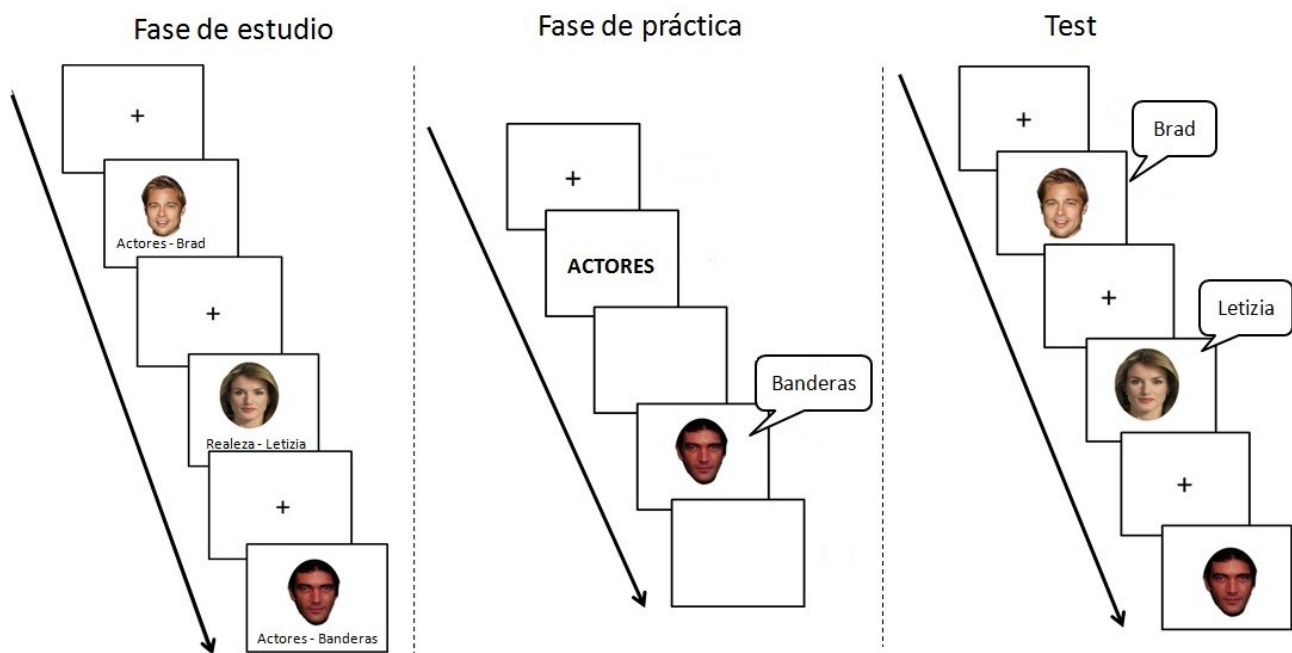 Fase de estudio
+
Actores - Brad
+
Realeza - Letizia
+
Actores - Banderas
Fase de práctica
+
ACTORES
Banderas
Test
+
Brad
+
Letizia
+